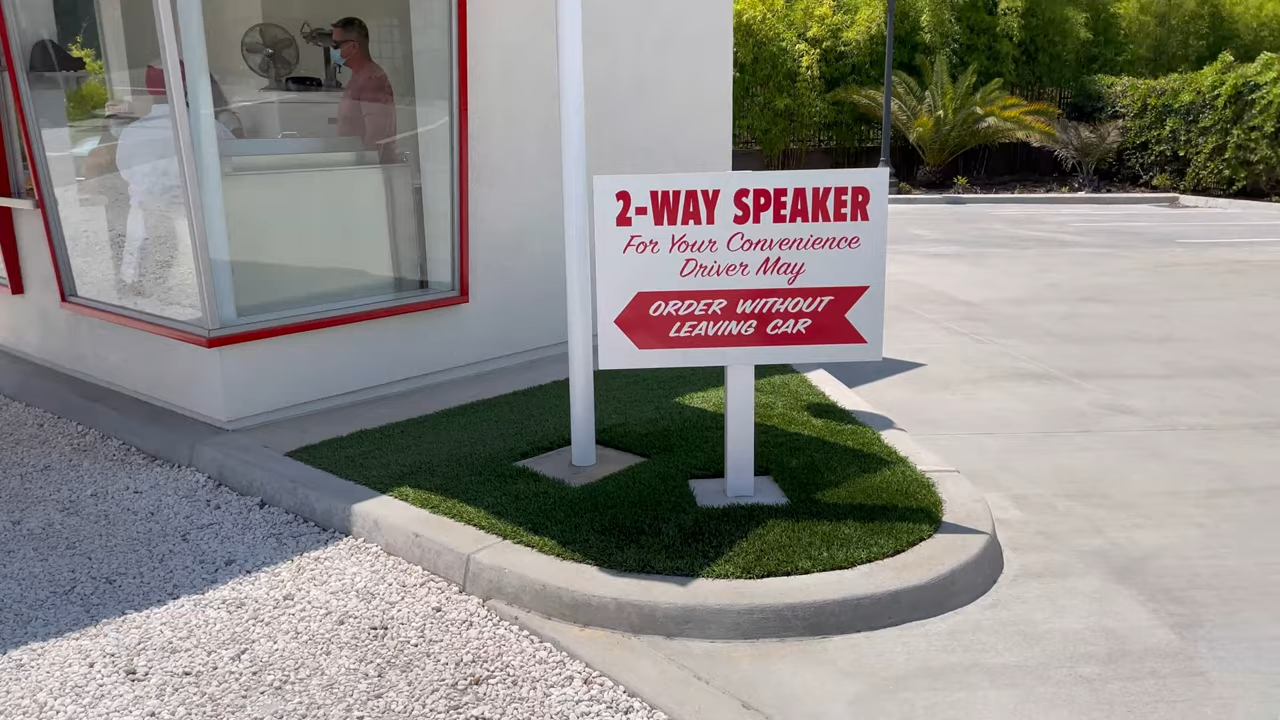 2-WAY SPEAKER
For Your Convenience
Driver May
ORDER WITHOUT
LEAVING CAR